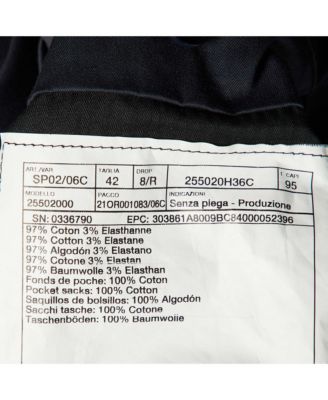 ART./VAR TAGLIA DROP T. CAPI
SP02/06C 42 8/R 255020H36C 95
MODELLO PACCO INDICAZIONI
25502000 21OR001083/06C Senza piega - Produzione
SN: 0336790 EPC: 303861A8009BC84000052396
97% Coton 3% Elasthanne
97% Cotton 3% Elastane
97% Algodón 3% Elastano
97% Cotone 3% Elastan
97% Baumwolle 3% Elasthan
Fonds de poche: 100% Coton
Pocket sacks: 100% Cotton
Saquillos de bolsillos: 100% Algodón
Sacchi tasche: 100% Cotone
Taschenböden: 100% Baumwolle